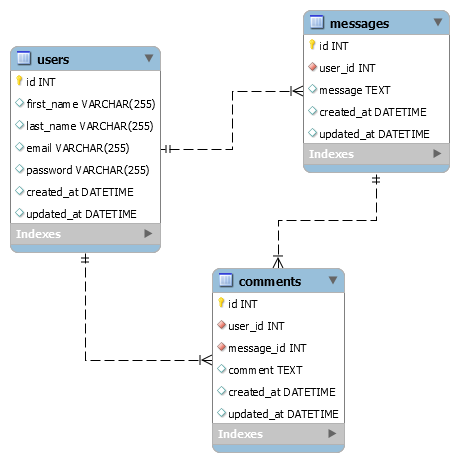 users
id INT
first_name VARCHAR(255)
last_name VARCHAR(255)
email VARCHAR(255)
password VARCHAR(255)
created_at DATETIME
updated_at DATETIME
Indexes
messages
id INT
user_id INT
message TEXT
created_at DATETIME
updated_at DATETIME
Indexes
comments
id INT
user_id INT
message_id INT
comment TEXT
created_at DATETIME
updated_at DATETIME
Indexes